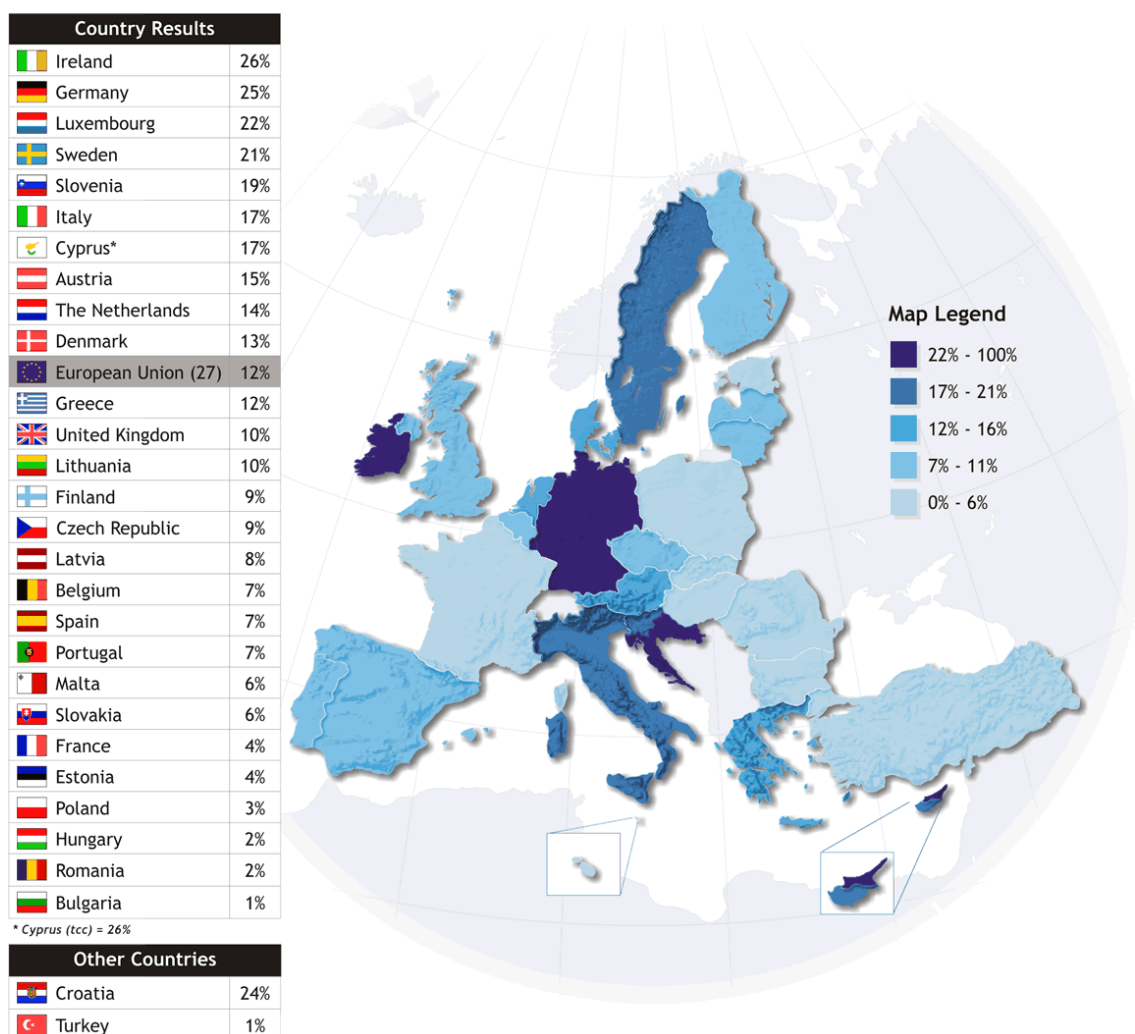 Country Results
Ireland 26%
Germany 25%
Luxembourg 22%
Sweden 21%
Slovenia 19%
Italy 17%
Cyprus* 17%
Austria 15%
The Netherlands 14%
Denmark 13%
European Union (27) 12%
Greece 12%
United Kingdom 10%
Lithuania 10%
Finland 9%
Czech Republic 9%
Latvia 8%
Belgium 7%
Spain 7%
Portugal 7%
Malta 6%
Slovakia 6%
France 4%
Estonia 4%
Poland 3%
Hungary 2%
Romania 2%
Bulgaria 1%
* Cyprus (tcc) = 26%
Other Countries
Croatia 24%
Turkey 1%
Map Legend
22% - 100%
17% - 21%
12% - 16%
7% - 11%
0% - 6%